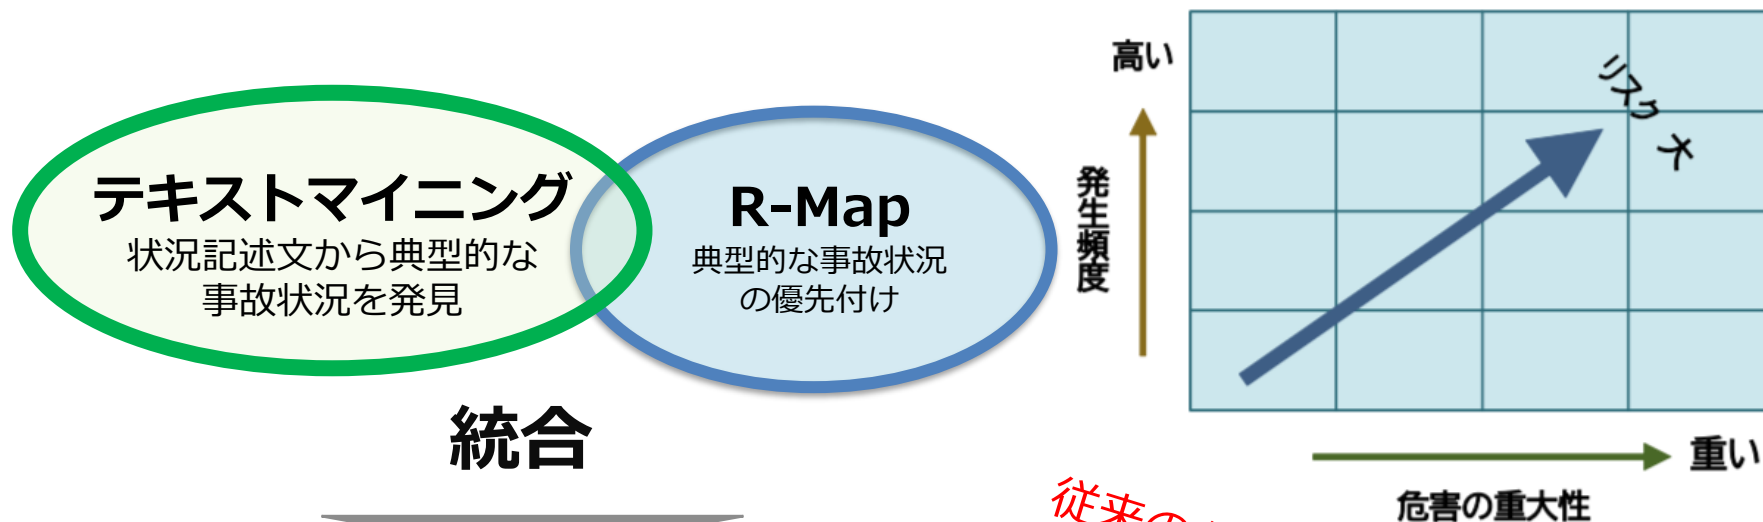 テキストマイニング
状況記述文から典型的な
事故状況を発見
R-Map
典型的な事故状況
の優先付け
統合
高い
発生頻度
リスク 大
重い
危害の重大性
従来の